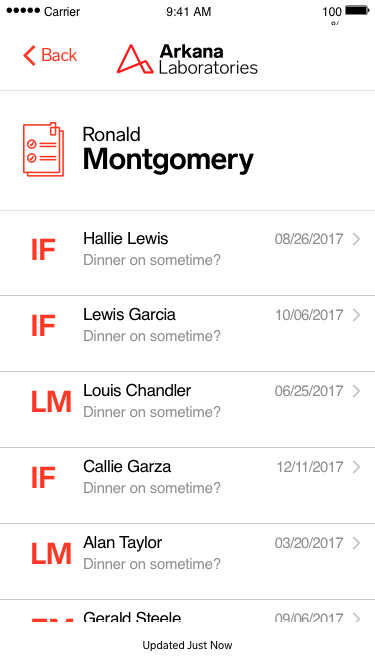 Carrier 9:41 AM 100 %
Back
Arkana
Laboratories
Ronald
Montgomery
IF Hallie Lewis 08/26/2017
Dinner on sometime?
IF Lewis Garcia 10/06/2017
Dinner on sometime?
LM Louis Chandler 06/25/2017
Dinner on sometime?
IF Callie Garza 12/11/2017
Dinner on sometime?
LM Alan Taylor 03/20/2017
Dinner on sometime?
Gerald Steele 09/06/2017
Updated Just Now